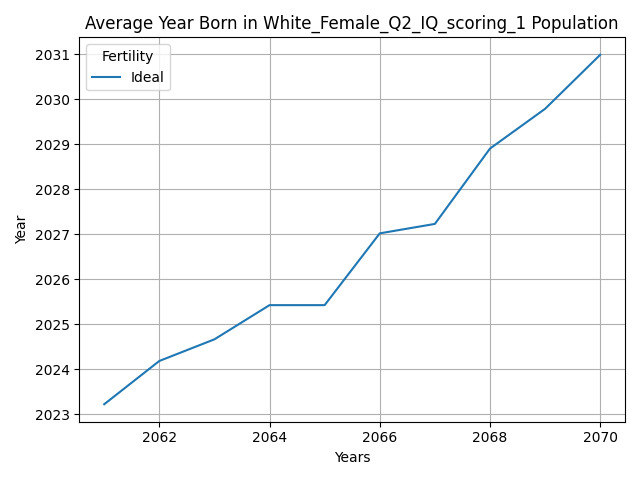 Average Year Born in White_Female_Q2_IQ_scoring_1 Population
Fertility
Ideal
2031
2030
2029
2028
2027
2026
2025
2024
2023
Year
2062 2064 2066 2068 2070
Years